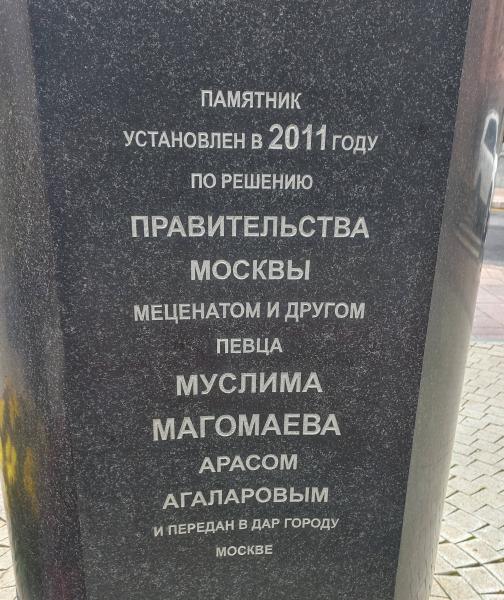 ПАМЯТНИК
УСТАНОВЛЕН В 2011 ГОДУ
ПО РЕШЕНИЮ
ПРАВИТЕЛЬСТВА
МОСКВЫ
МЕЦЕНАТОМ И ДРУГОМ
ПЕВЦА
МУСЛИМА
МАГОМАЕВА
АРАСОМ
АГАЛАРОВЫМ
И ПЕРЕДАН В ДАР ГОРОДУ
МОСКВЕ